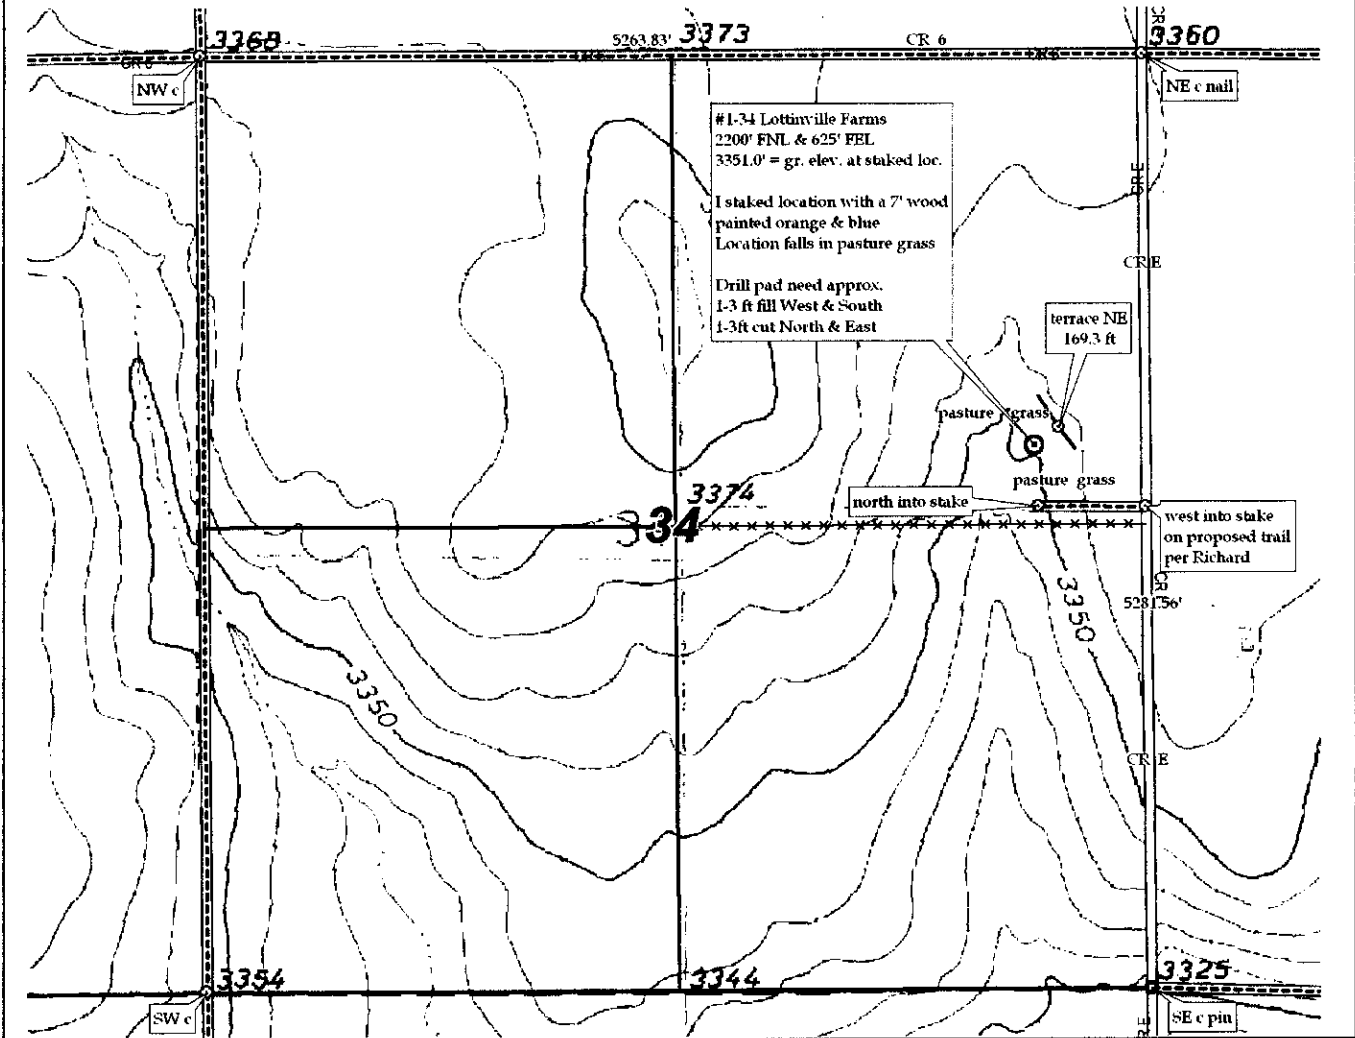 3368
5263.83'
3373
CR 6
3360
CR 6
CR 6
NW c
NE c nail
#1-34 Lottinville Farms
2200' FNL & 625' FEL
3351.0' = gr. elev. at staked loc.
I staked location with a 7' wood
painted orange & blue
Location falls in pasture grass
Drill pad need approx.
1-3 ft fill West & South
1-3ft cut North & East
CR E
CR E
terrace NE
169.3 ft
pasture grass
pasture grass
3374
34
north into stake
west into stake
on proposed trail
per Richard
3350
5281.56'
3350
CR E
3354
3344
3325
SW c
SE c pin